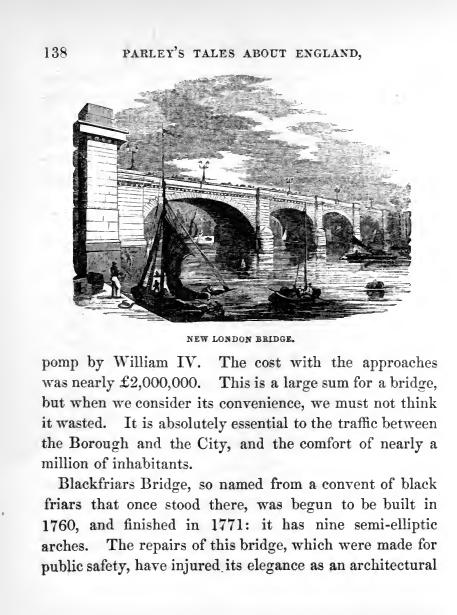 138 PARLEY'S TALES ABOUT ENGLAND,
NEW LONDON BRIDGE.
pomp by William IV. The cost with the approaches
was nearly £2,000,000. This is a large sum for a bridge,
but when we consider its convenience, we must not think
it wasted. It is absolutely essential to the traffic between
the Borough and the City, and the comfort of nearly a
million of inhabitants.
Blackfriars Bridge, so named from a convent of black
friars that once stood there, was begun to be built in
1760, and finished in 1771: it has nine semi-elliptic
arches. The repairs of this bridge, which were made for
public safety, have injured its elegance as an architectural